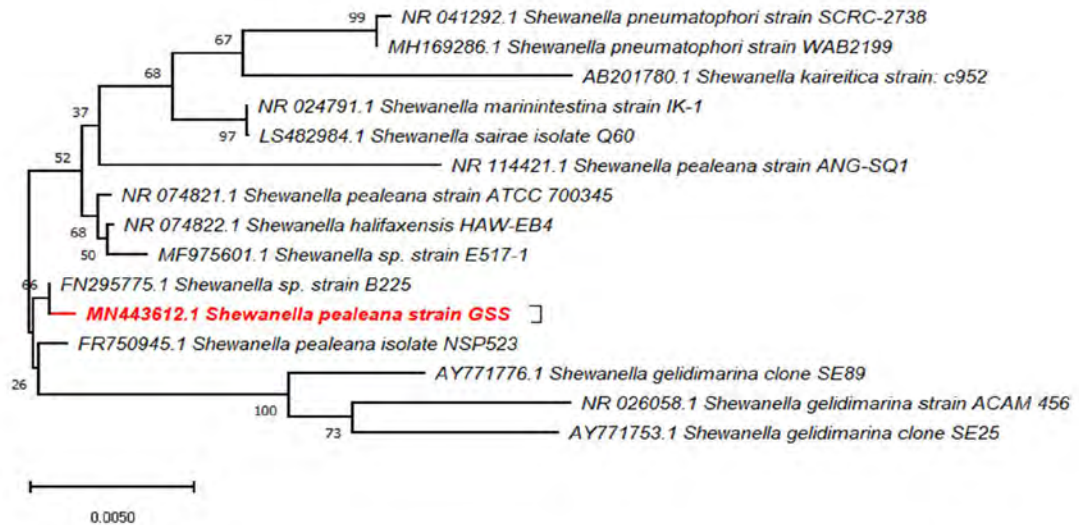 99 NR 041292.1 Shewanella pneumatophori strain SCRC-2738
67 MH169286.1 Shewanella pneumatophori strain WAB2199
68 AB201780.1 Shewanella kaireitica strain: c952
37 NR 024791.1 Shewanella marinintestina strain IK-1
97 LS482984.1 Shewanella sairae isolate Q60
52 NR 114421.1 Shewanella pealeana strain ANG-SQ1
NR 074821.1 Shewanella pealeana strain ATCC 700345
68 NR 074822.1 Shewanella halifaxensis HAW-EB4
50 MF975601.1 Shewanella sp. strain E517-1
66 FN295775.1 Shewanella sp. strain B225
MN443612.1 Shewanella pealeana strain GSS
FR750945.1 Shewanella pealeana isolate NSP523
26 AY771776.1 Shewanella gelidimarina clone SE89
100 NR 026058.1 Shewanella gelidimarina strain ACAM 456
73 AY771753.1 Shewanella gelidimarina clone SE25
0.0050